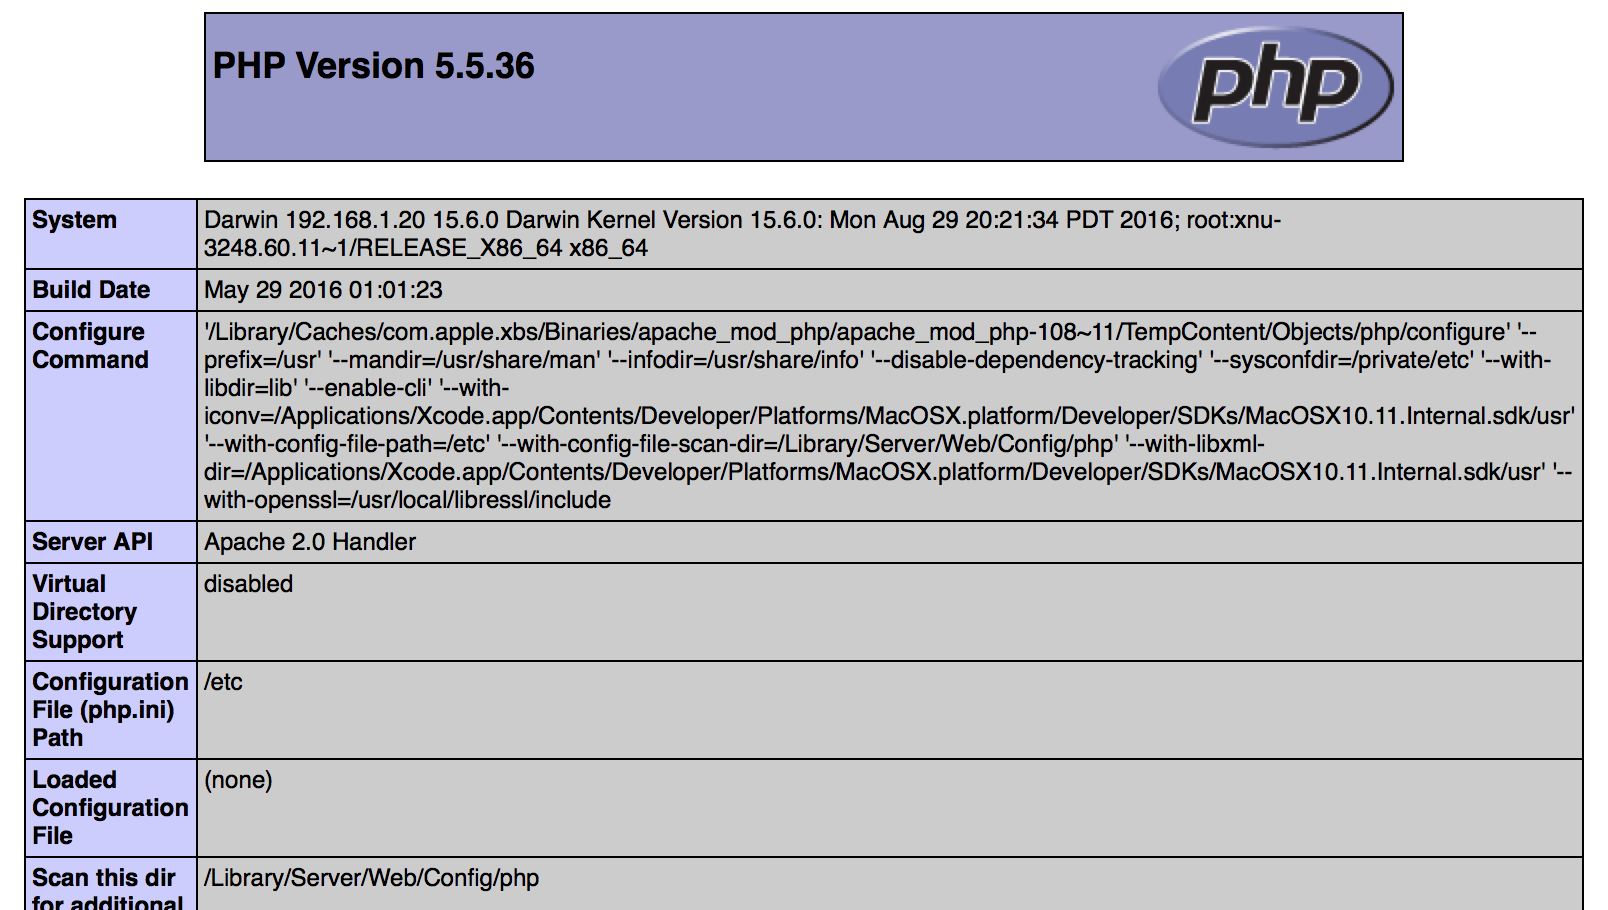 PHP Version 5.5.36
php
System
Darwin 192.168.1.20 15.6.0 Darwin Kernel Version 15.6.0: Mon Aug 29 20:21:34 PDT 2016; root:xnu-
3248.60.11~1/RELEASE_X86_64 x86_64
Build Date
May 29 2016 01:01:23
Configure
Command
'/Library/Caches/com.apple.xbs/Binaries/apache_mod_php/apache_mod_php-108~11/TempContent/Objects/php/configure' '--
prefix=/usr' '--mandir=/usr/share/man' '--infodir=/usr/share/info' '--disable-dependency-tracking' '--sysconfdir=/private/etc' '--with-
libdir=lib' '--enable-cli' '--with-
iconv=/Applications/Xcode.app/Contents/Developer/Platforms/MacOSX.platform/Developer/SDKs/MacOSX10.11.Internal.sdk/usr'
'--with-config-file-path=/etc' '--with-config-file-scan-dir=/Library/Server/Web/Config/php' '--with-libxml-
dir=/Applications/Xcode.app/Contents/Developer/Platforms/MacOSX.platform/Developer/SDKs/MacOSX10.11.Internal.sdk/usr' '--
with-openssl=/usr/local/libressl/include
Server API
Apache 2.0 Handler
Virtual
Directory
Support
disabled
Configuration
File (php.ini)
Path
/etc
Loaded
Configuration
File
(none)
Scan this dir
for additional
/Library/Server/Web/Config/php